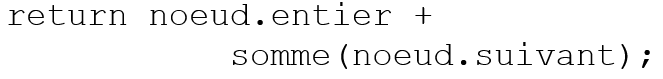 return noeud.entier +
somme(noeud.suivant);